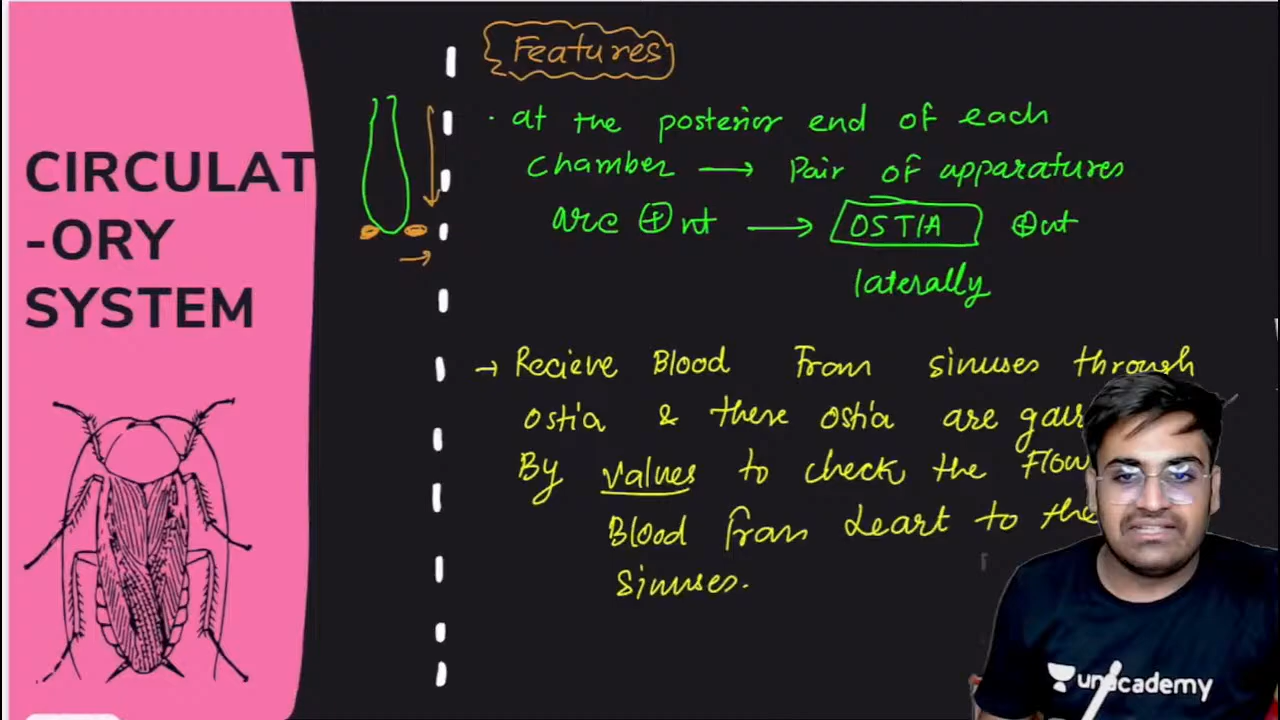 CIRCULAT
-ORY
SYSTEM
Features
· at the posterior end of each
chamber → Pair of apparatures
are ⊕nt → OSTIA ⊕nt
laterally
→ Recieve Blood From sinuses through
Ostia & these ostia are gaur
By values to check the Flow
Blood From heart to the
Sinuses.
unacademy